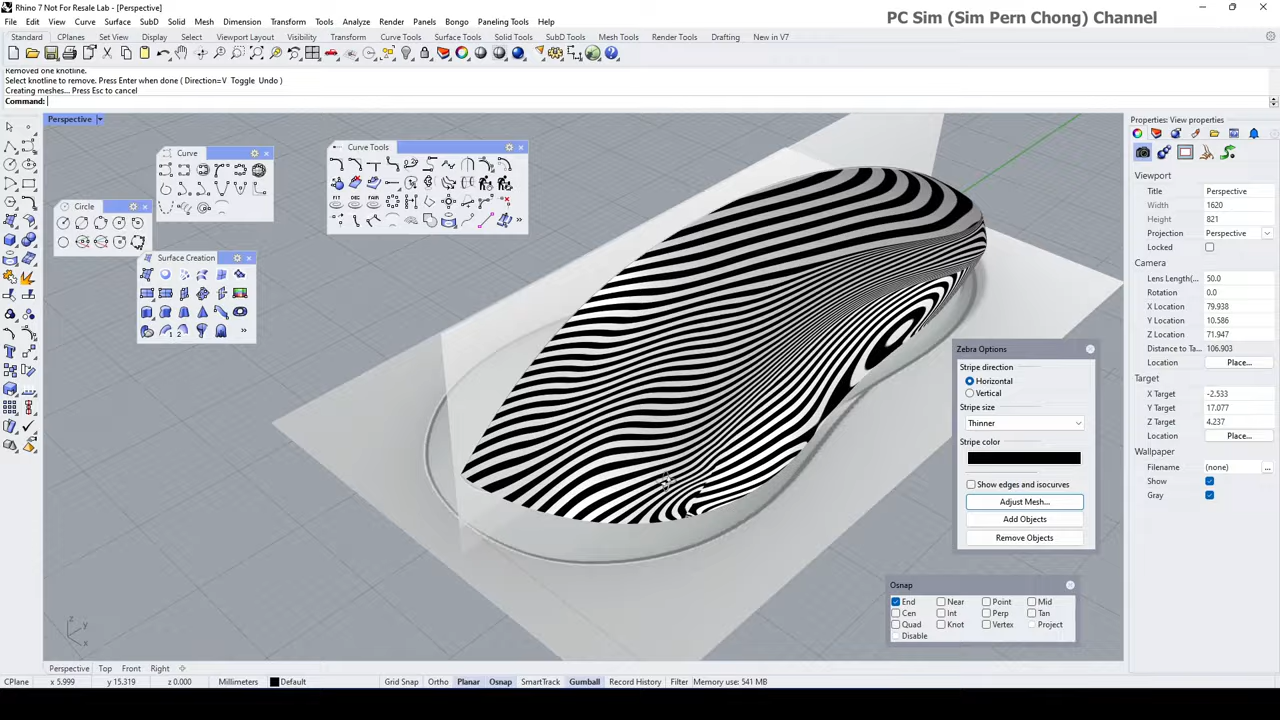 Rhino 7 Not For Resale Lab - [Perspective]
PC Sim (Sim Pern Chong) Channel
File Edit View Curve Surface SubD Solid Mesh Dimension Transform Tools Analyze Render Panels Bongo Paneling Tools Help
Standard CPlanes Set View Display Select Viewport Layout Visibility Transform Curve Tools Surface Tools Solid Tools SubD Tools Mesh Tools Render Tools Drafting New in V7
Removed one knotline.
Select knotline to remove. Press Enter when done ( Direction=V Toggle Undo )
Creating meshes... Press Esc to cancel
Command:
Perspective
Curve
Curve Tools
FIT DEG FAIR
Circle
Surface Creation
Properties: View properties
Viewport
Title Perspective
Width 1620
Height 821
Projection Perspective
Locked
Camera
Lens Length(... 50.0
Rotation 0.0
X Location 79.938
Y Location 10.586
Z Location 71.947
Distance to Ta... 106.903
Location Place...
Target
X Target -2.533
Y Target 17.077
Z Target 4.237
Location Place...
Wallpaper
Filename (none) ...
Show
Gray
Zebra Options
Stripe direction
Horizontal
Vertical
Stripe size
Thinner
Stripe color
Show edges and isocurves
Adjust Mesh...
Add Objects
Remove Objects
Osnap
End Near Point Mid
Cen Int Perp Tan
Quad Knot Vertex Project
Disable
z y x
Perspective Top Front Right
CPlane x 5.999 y 15.319 z 0.000 Millimeters Default Grid Snap Ortho Planar Osnap SmartTrack Gumball Record History Filter Memory use: 541 MB